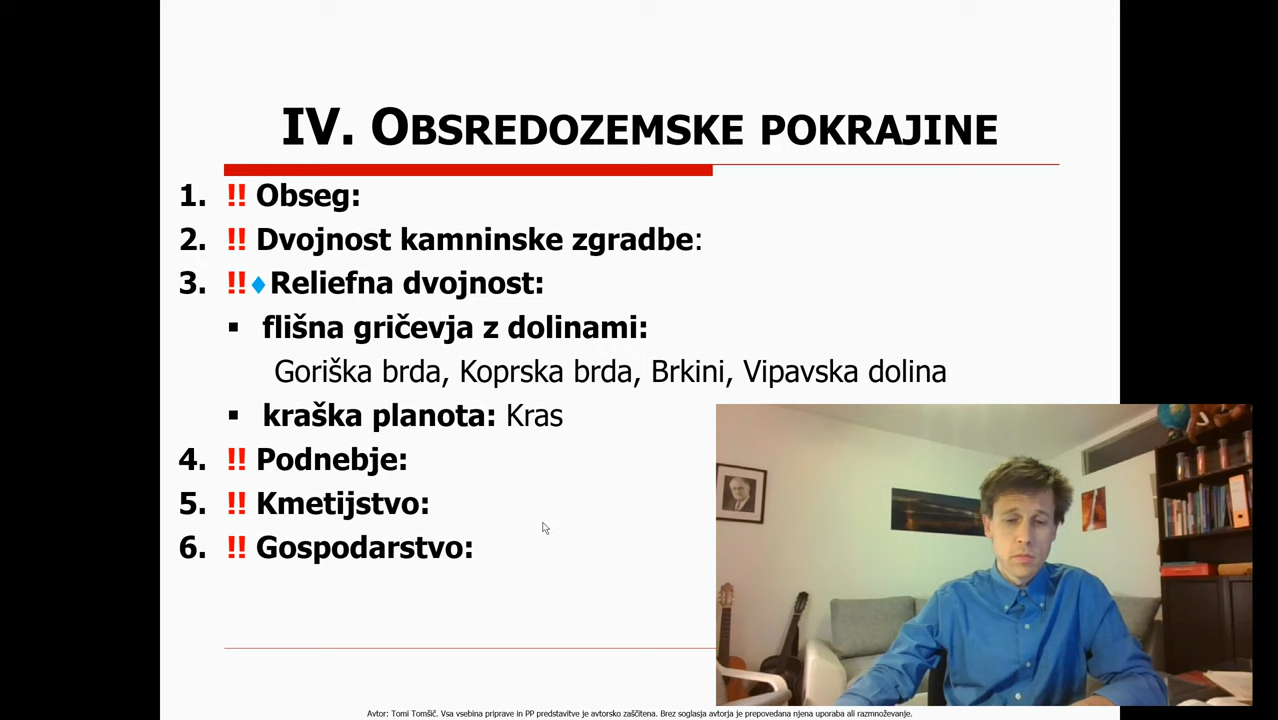 IV. OBSREDOZEMSKE POKRAJINE
1. !! Obseg:
2. !! Dvojnost kamninske zgradbe:
3. !!♦Reliefna dvojnost:
▪ flišna gričevja z dolinami:
Goriška brda, Koprska brda, Brkini, Vipavska dolina
▪ kraška planota: Kras
4. !! Podnebje:
5. !! Kmetijstvo:
6. !! Gospodarstvo:
Avtor: Tomi Tomšič. Vsa vsebina priprave in PP predstavitve je avtorsko zaščitena. Brez soglasja avtorja je prepovedana njena uporaba ali razmnoževanje.